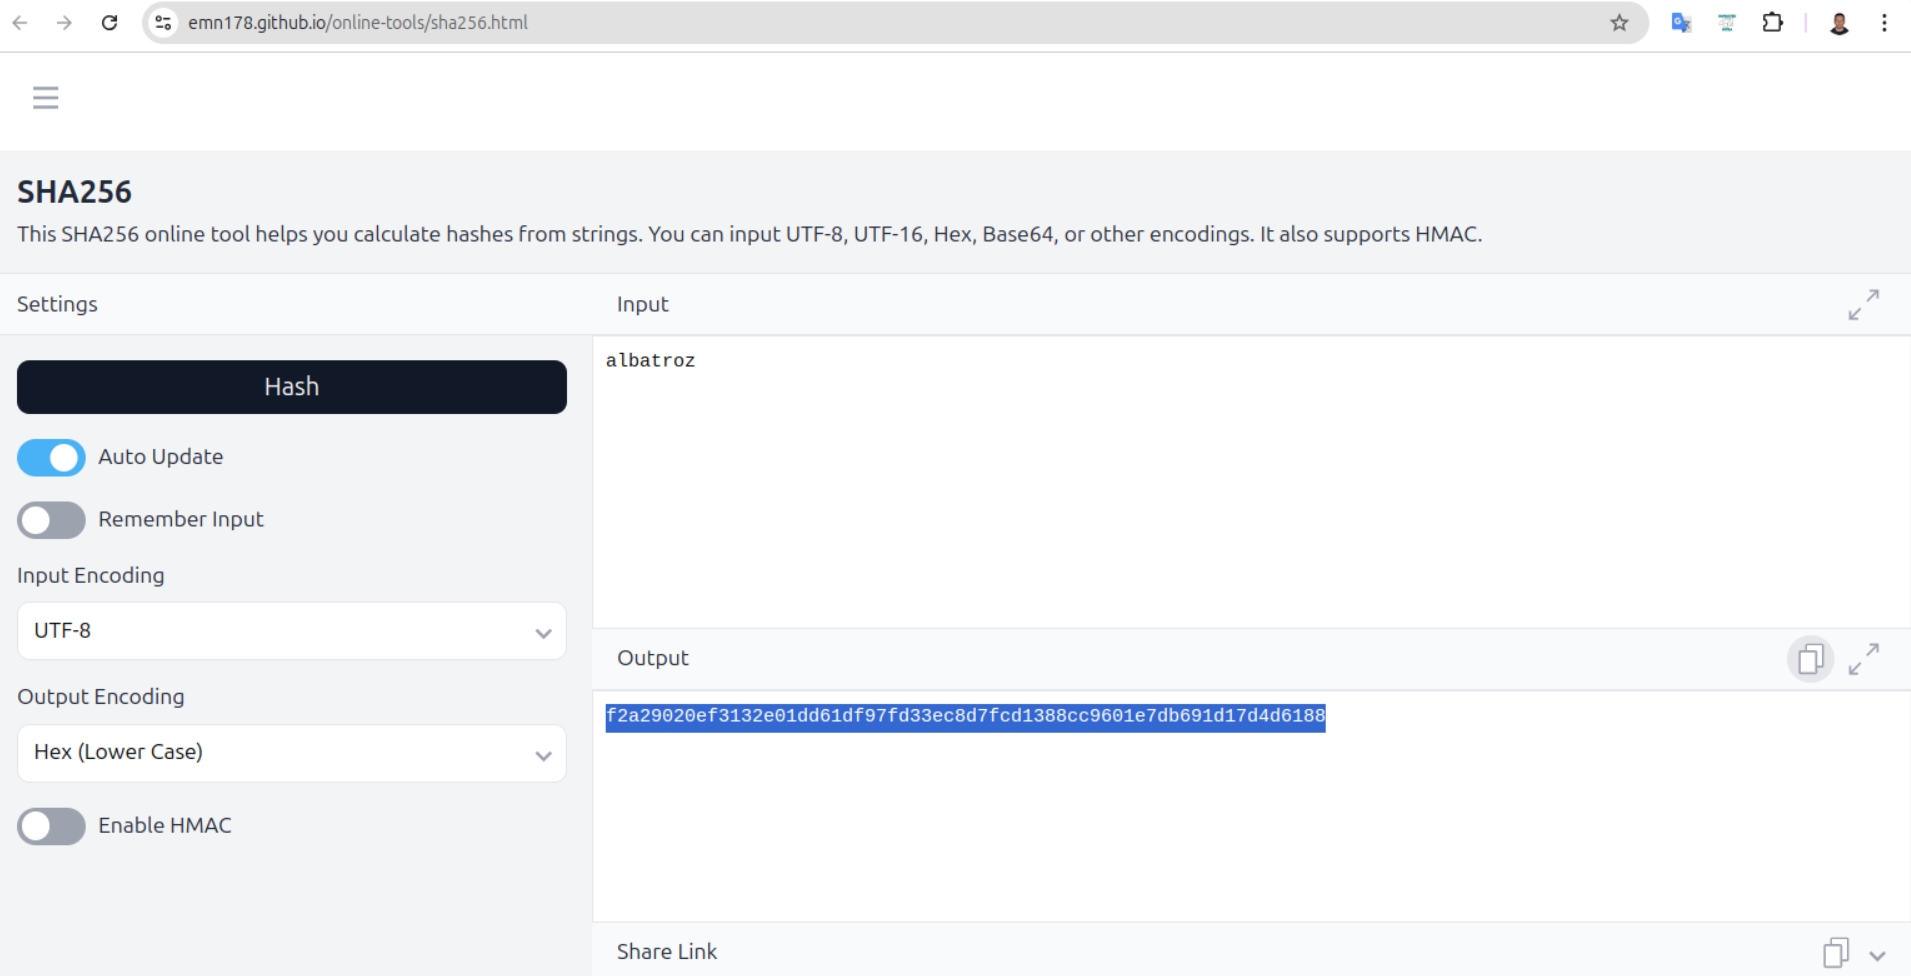 emn178.github.io/online-tools/sha256.html
SHA256
This SHA256 online tool helps you calculate hashes from strings. You can input UTF-8, UTF-16, Hex, Base64, or other encodings. It also supports HMAC.
Settings
Input
Hash
albatroz
Auto Update
Remember Input
Input Encoding
UTF-8
Output
Output Encoding
f2a29020ef3132e01dd61df97fd33ec8d7fcd1388cc9601e7db691d17d4d6188
Hex (Lower Case)
Enable HMAC
Share Link